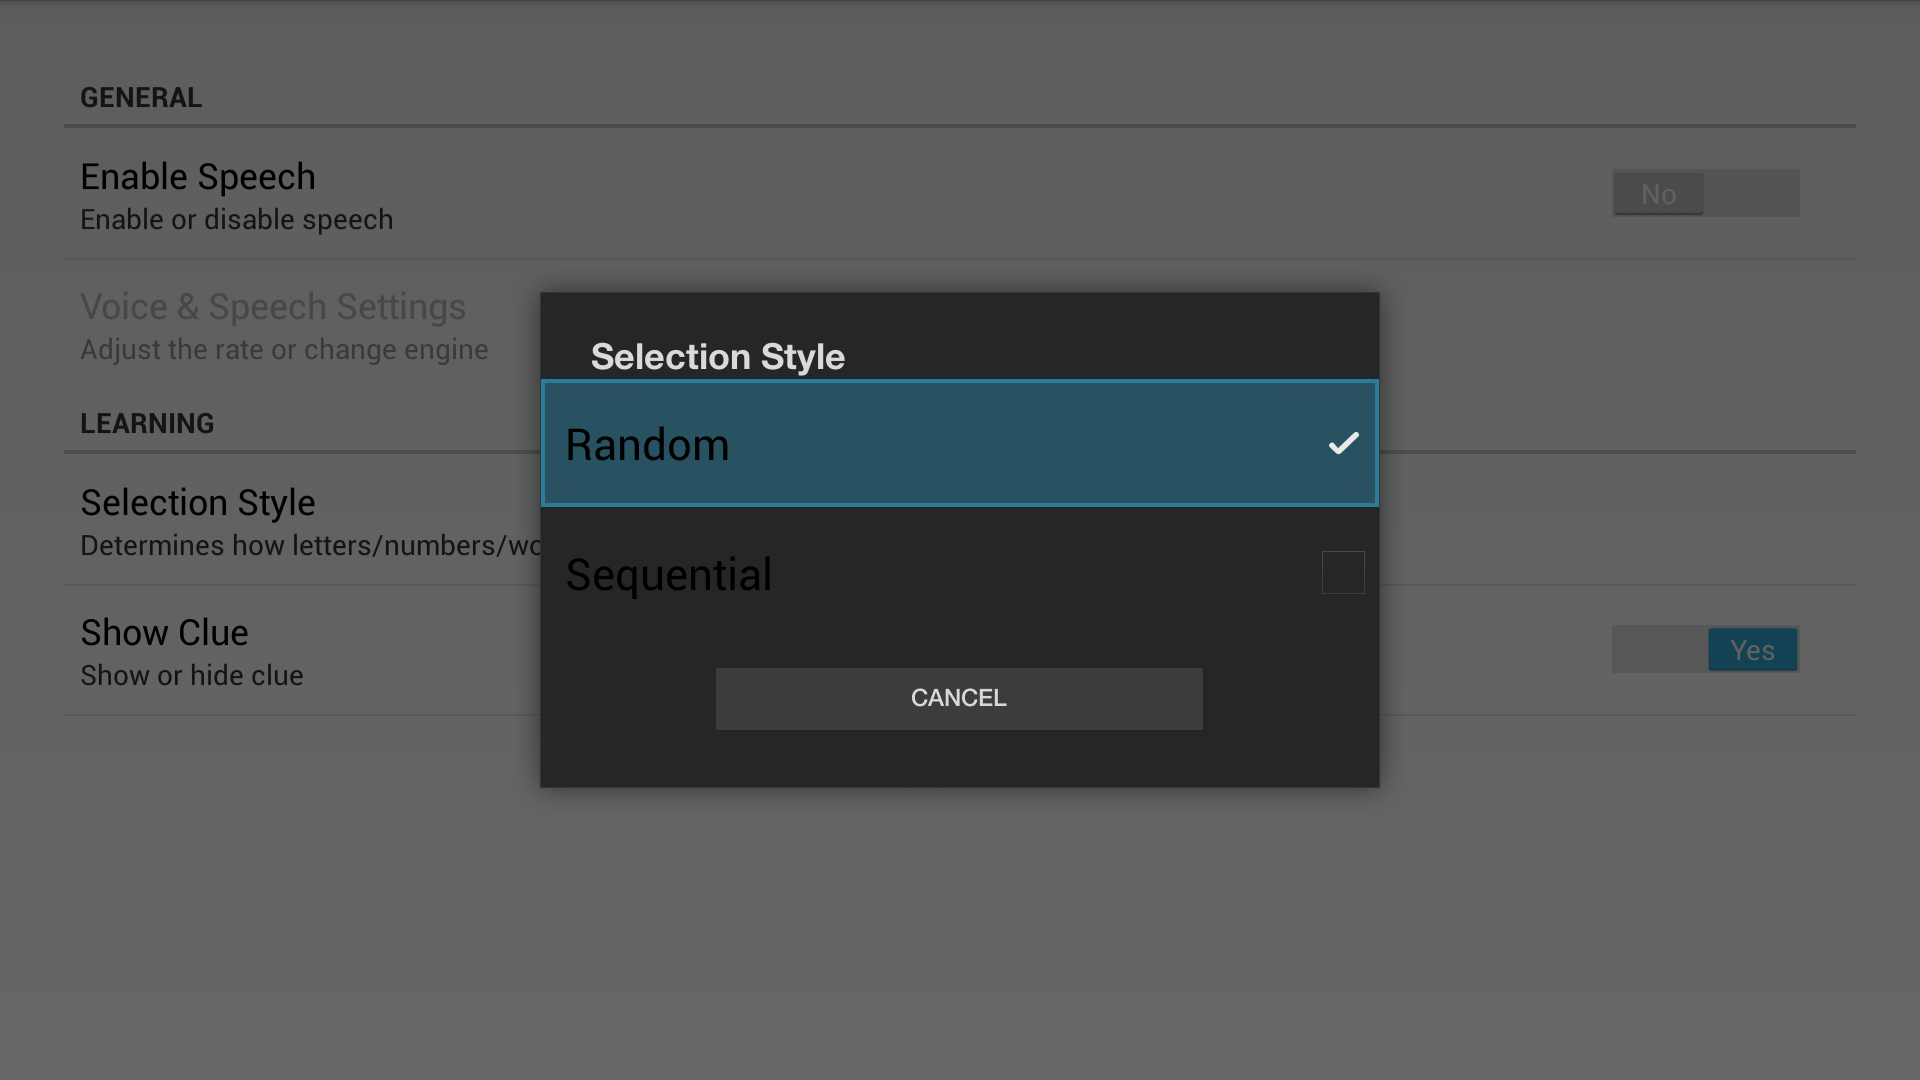 GENERAL
Enable Speech
Enable or disable speech
No
Voice & Speech Settings
Adjust the rate or change engine
LEARNING
Selection Style
Determines how letters/numbers/wo
Show Clue
Show or hide clue
Yes
Selection Style
Random
Sequential
CANCEL